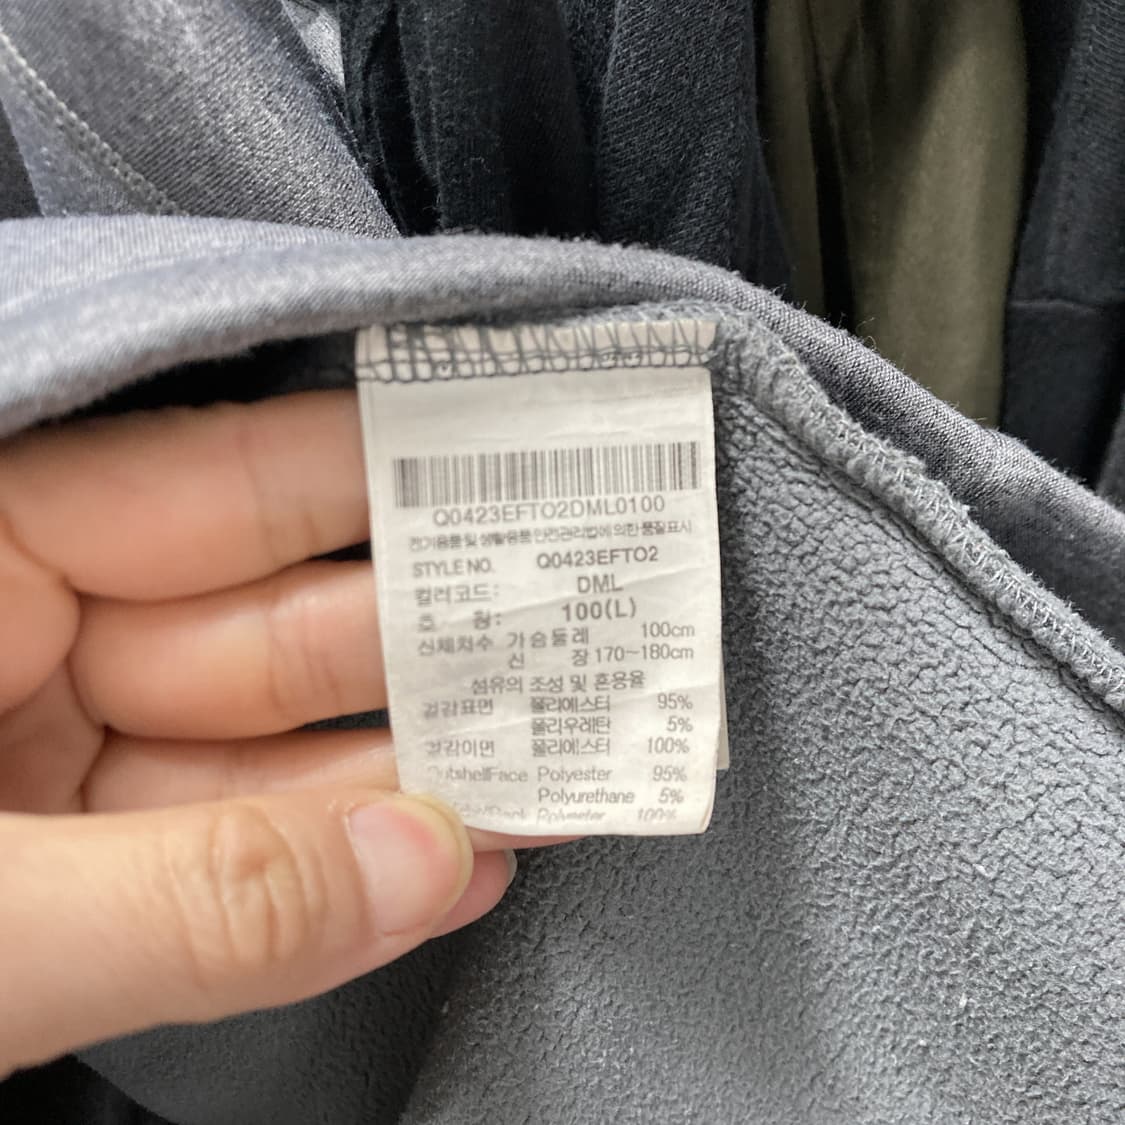 Q0423EFTO2DML0100
전기용품 및 생활용품 안전관리법에 의한 품질표시
STYLE NO. Q0423EFTO2
컬러코드: DML
호 칭: 100(L)
신체치수 가슴둘레 100cm
신 장 170~180cm
섬유의 조성 및 혼용율
겉감표면 폴리에스터 95%
폴리우레탄 5%
겉감이면 폴리에스터 100%
OutshellFace Polyester 95%
Polyurethane 5%
Back Polyester 100%